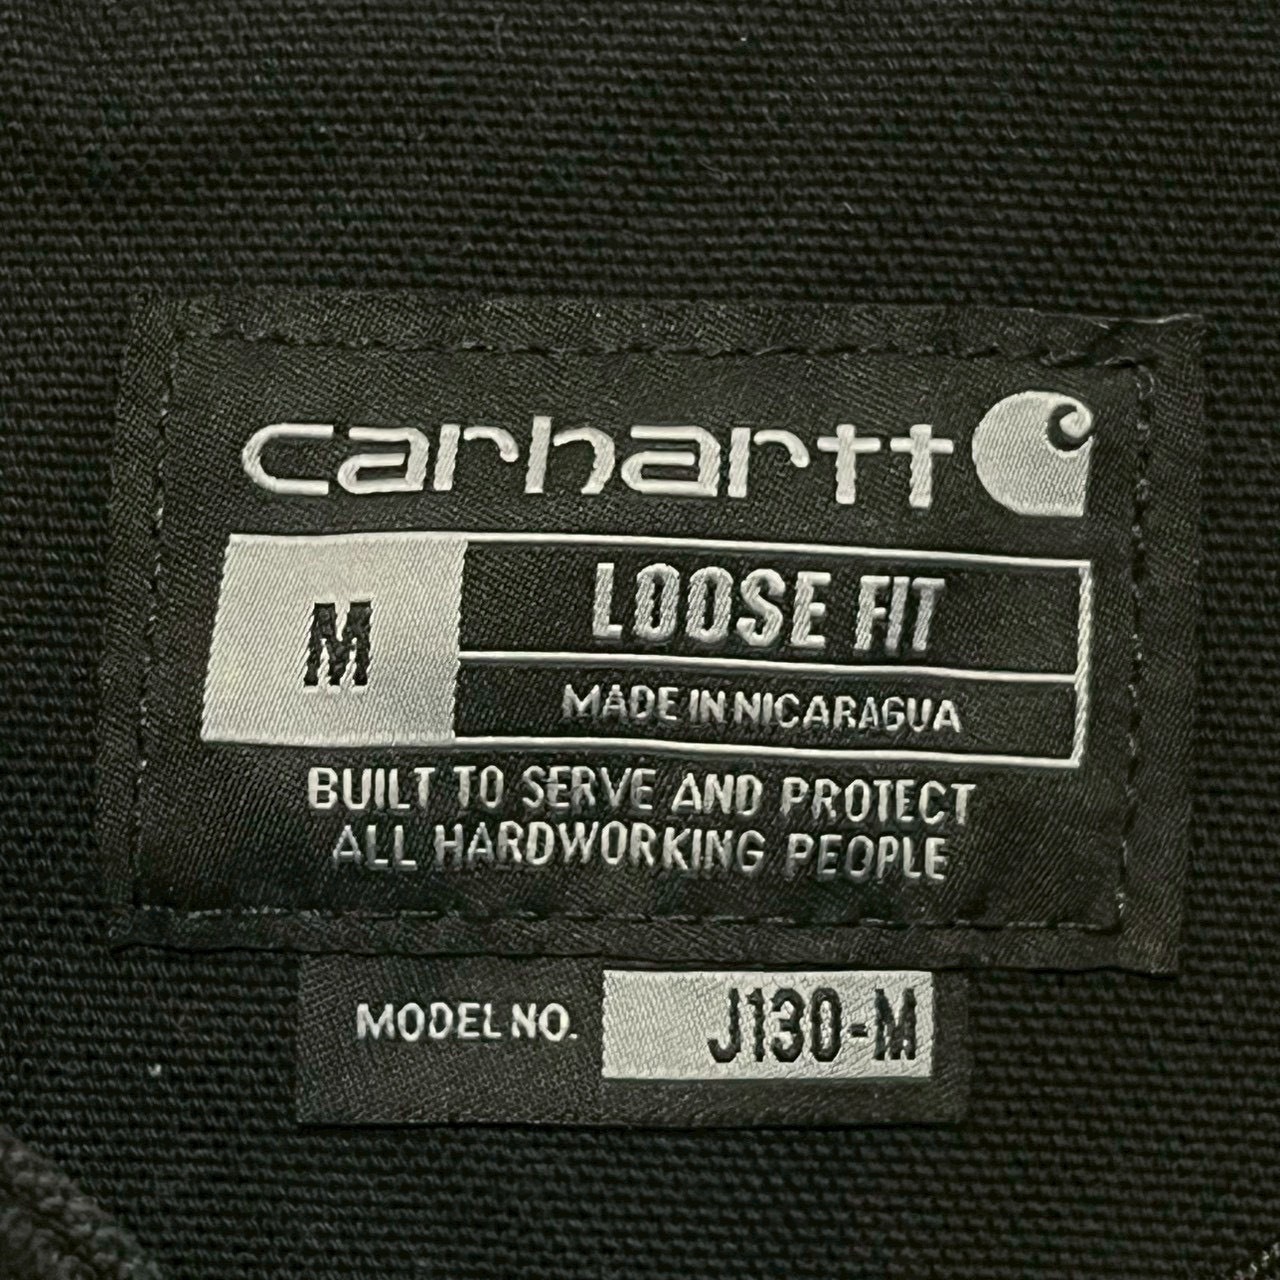 carhartt
M
LOOSE FIT
MADE IN NICARAGUA
BUILT TO SERVE AND PROTECT
ALL HARDWORKING PEOPLE
MODEL NO. J130-M